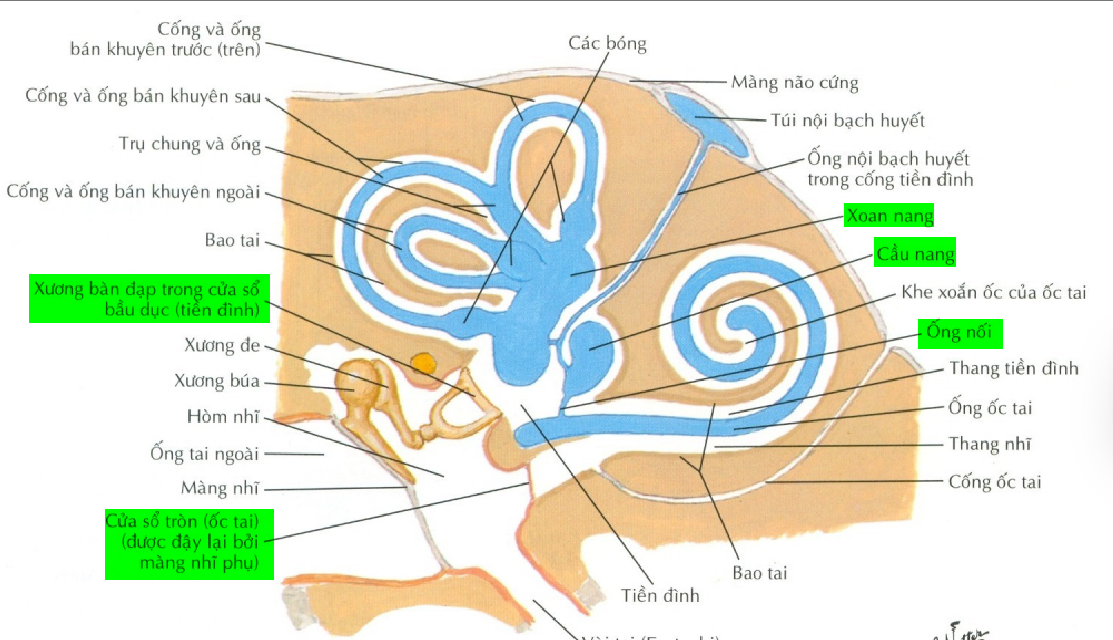 Cống và ống
bán khuyên trước (trên)
Cống và ống bán khuyên sau
Trụ chung và ống
Cống và ống bán khuyên ngoài
Bao tai
Xương bàn đạp trong cửa sổ
bầu dục (tiền đình)
Xương đe
Xương búa
Hòm nhĩ
Ống tai ngoài
Màng nhĩ
Cửa sổ tròn (ốc tai)
(được đậy lại bởi
màng nhĩ phụ)
Các bóng
Màng não cứng
Túi nội bạch huyết
Ống nội bạch huyết
trong cống tiền đình
Xoan nang
Cầu nang
Khe xoắn ốc của ốc tai
Ống nối
Thang tiền đình
Ống ốc tai
Thang nhĩ
Cống ốc tai
Bao tai
Tiền đình